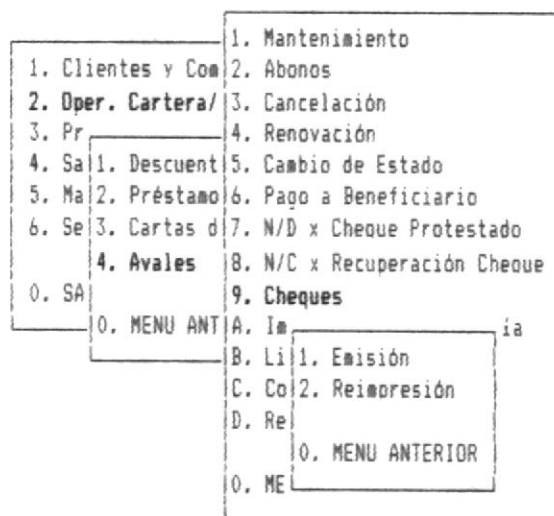 1. Mantenimiento
1. Clientes y Com 2. Abonos
2. Oper. Cartera/ 3. Cancelación
3. Pr 4. Renovación
4. Sa 1. Descuent 5. Cambio de Estado
5. Ma 2. Préstamo 6. Pago a Beneficiario
6. Se 3. Cartas d 7. N/D x Cheque Protestado
4. Avales 8. N/C x Recuperación Cheque
0. SA 9. Cheques
0. MENU ANT A. Im ía
B. Li 1. Emisión
C. Co 2. Reimpresión
D. Re
0. MENU ANTERIOR
0. ME